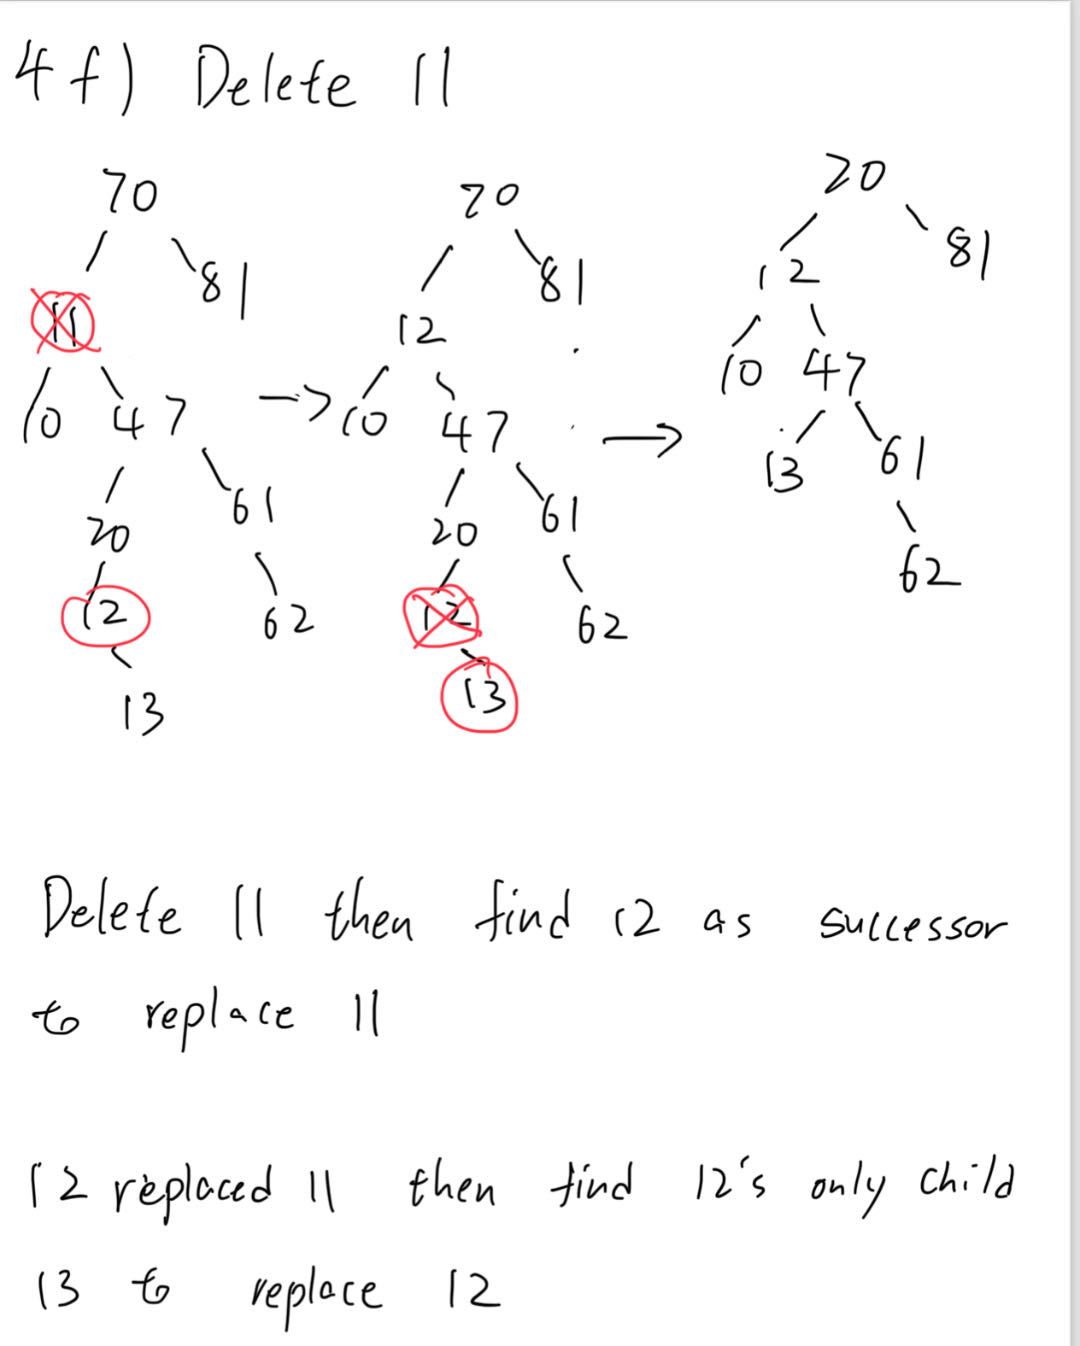 4f) Delete 11
70 70 20
81 81 81
11 12 12
10 47 → 10 47 → 10 47
20 61 20 61 13 61
12 62 12 62 62
13 13
Delete 11 then find 12 as successor
to replace 11
12 replaced 11 then find 12's only child
13 to replace 12